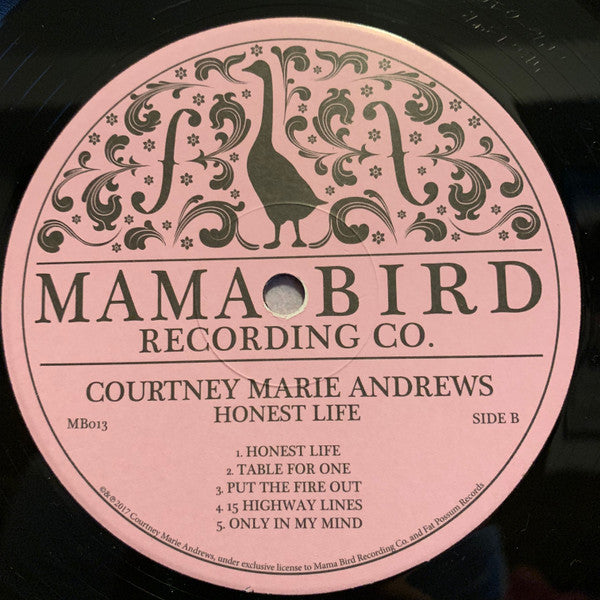 MAMA BIRD
RECORDING CO.
COURTNEY MARIE ANDREWS
HONEST LIFE
MB013
SIDE B
1. HONEST LIFE
2. TABLE FOR ONE
3. PUT THE FIRE OUT
4. 15 HIGHWAY LINES
5. ONLY IN MY MIND
©&℗2017 Courtney Marie Andrews, under exclusive license to Mama Bird Recording Co. and Fat Possum Records